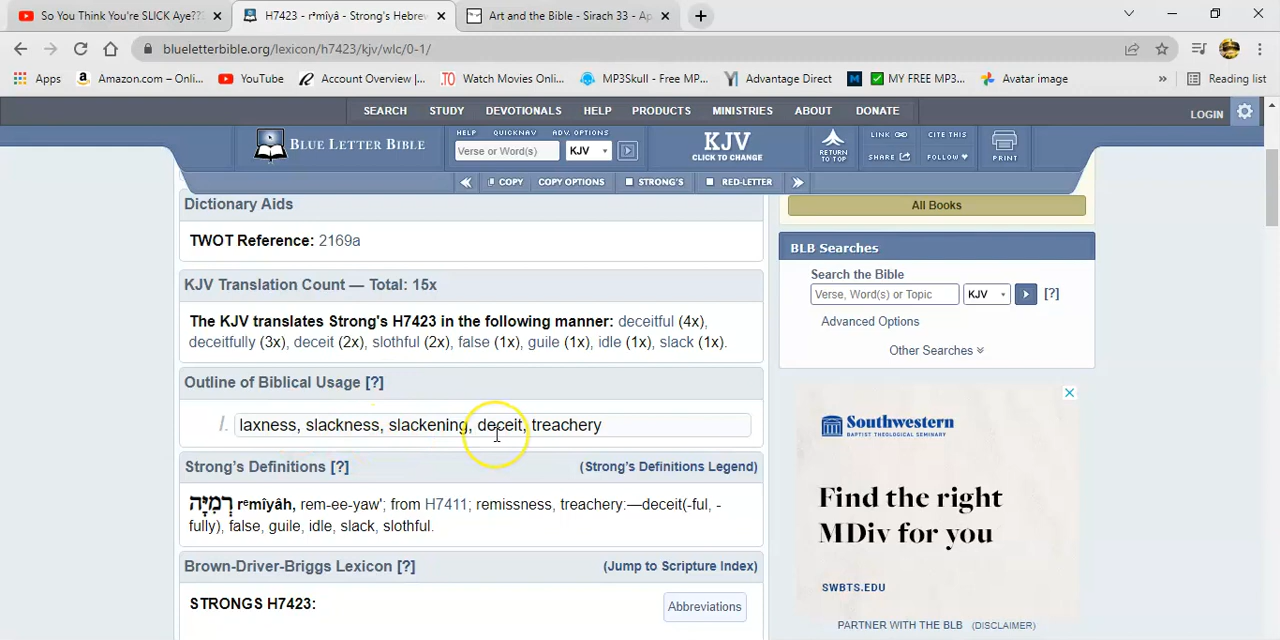 So You Think You're SLICK Aye???
H7423 - rᵊmîyâ - Strong's Hebrew
Art and the Bible - Sirach 33 - Ap
blueletterbible.org/lexicon/h7423/kjv/wlc/0-1/
Apps
Amazon.com – Onli...
YouTube
Account Overview |...
Watch Movies Onli...
MP3Skull - Free MP...
Advantage Direct
MY FREE MP3...
Avatar image
»
Reading list
SEARCH STUDY DEVOTIONALS HELP PRODUCTS MINISTRIES ABOUT DONATE
LOGIN
BLUE LETTER BIBLE
HELP QUICKNAV ADV. OPTIONS
Verse or Word(s)
KJV
KJV
CLICK TO CHANGE
RETURN
TO TOP
LINK
SHARE
CITE THIS
FOLLOW
PRINT
COPY COPY OPTIONS STRONG'S RED-LETTER
Dictionary Aids
TWOT Reference: 2169a
KJV Translation Count — Total: 15x
The KJV translates Strong's H7423 in the following manner: deceitful (4x),
deceitfully (3x), deceit (2x), slothful (2x), false (1x), guile (1x), idle (1x), slack (1x).
Outline of Biblical Usage [?]
I. laxness, slackness, slackening, deceit, treachery
Strong's Definitions [?] (Strong's Definitions Legend)
רְמִיָּה rᵉmîyâh, rem-ee-yaw'; from H7411; remissness, treachery:—deceit(-ful, -
fully), false, guile, idle, slack, slothful.
Brown-Driver-Briggs Lexicon [?] (Jump to Scripture Index)
STRONGS H7423:
Abbreviations
All Books
BLB Searches
Search the Bible
Verse, Word(s) or Topic
KJV
[?]
Advanced Options
Other Searches
Southwestern
BAPTIST THEOLOGICAL SEMINARY
Find the right
MDiv for you
SWBTS.EDU
PARTNER WITH THE BLB (DISCLAIMER)